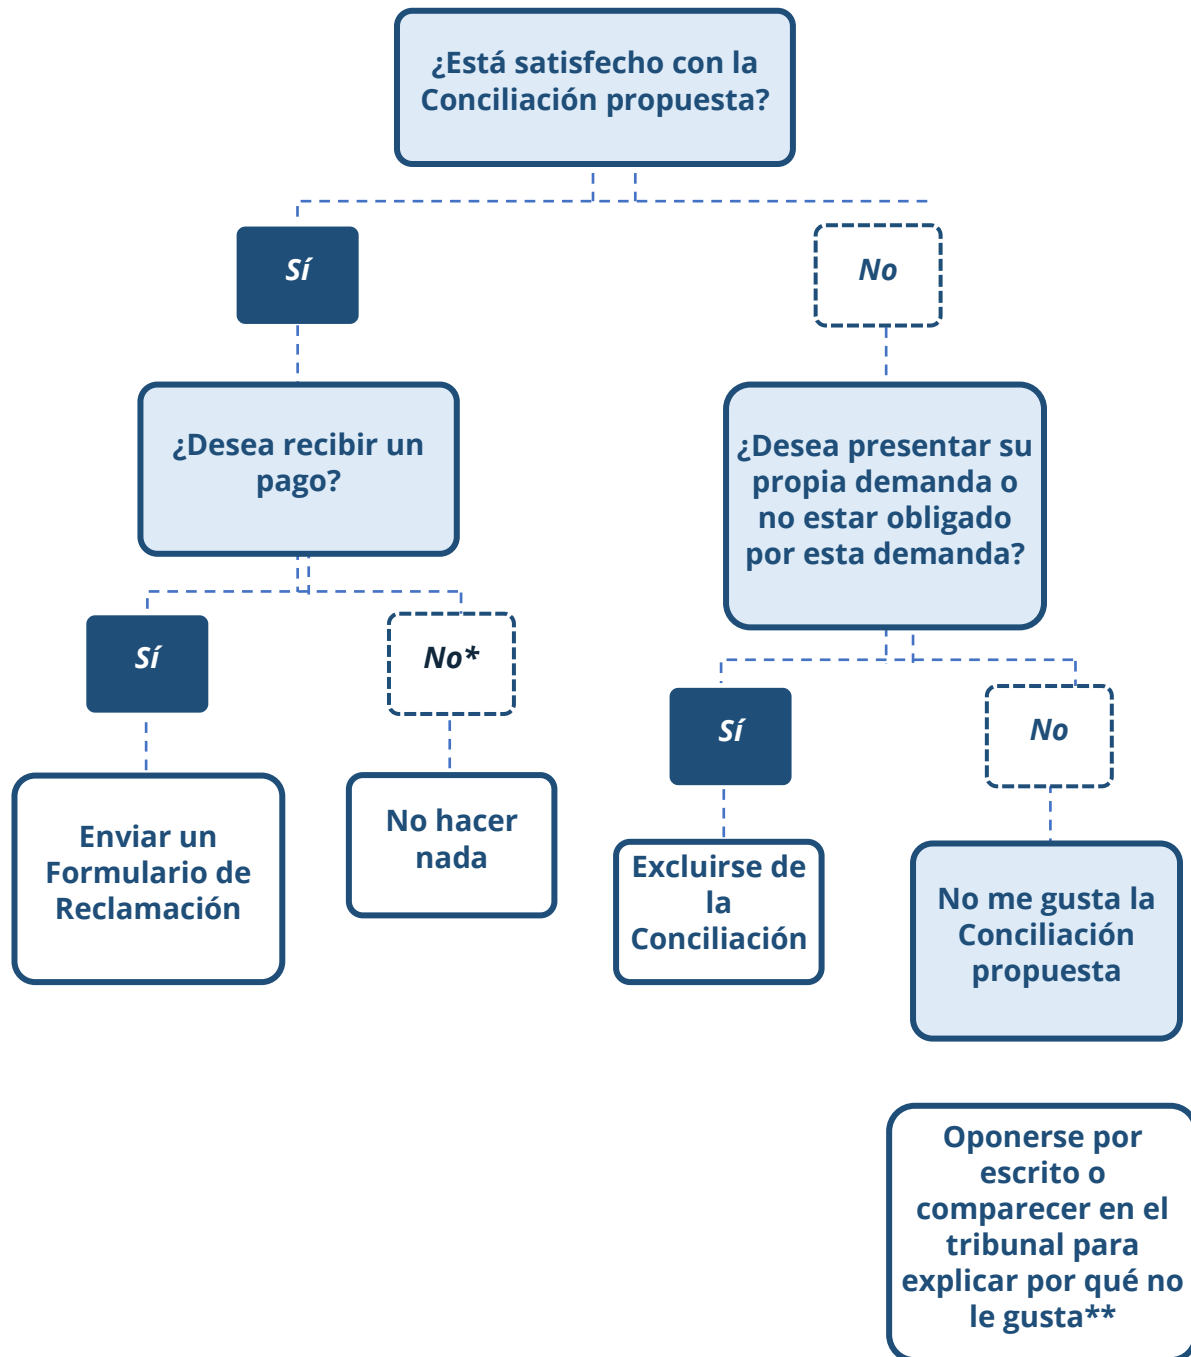 ¿Está satisfecho con la
Conciliación propuesta?
Sí
No
¿Desea recibir un
pago?
¿Desea presentar su
propia demanda o
no estar obligado
por esta demanda?
Sí
No*
Sí
No
Enviar un
Formulario de
Reclamación
No hacer
nada
Excluirse de
la
Conciliación
No me gusta la
Conciliación
propuesta
Oponerse por
escrito o
comparecer en el
tribunal para
explicar por qué no
le gusta**